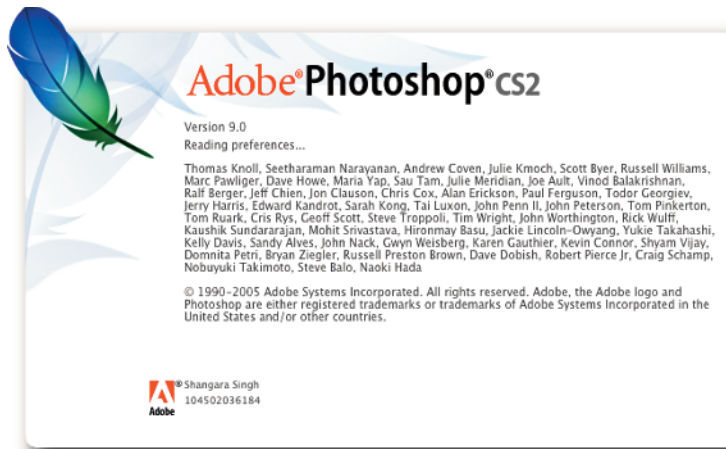 Adobe® Photoshop® CS2
Version 9.0
Reading preferences...
Thomas Knoll, Seetharaman Narayanan, Andrew Coven, Julie Kmoch, Scott Byer, Russell Williams,
Marc Pawliger, Dave Howe, Maria Yap, Sau Tam, Julie Meridian, Joe Ault, Vinod Balakrishnan,
Ralf Berger, Jeff Chien, Jon Clauson, Chris Cox, Alan Erickson, Paul Ferguson, Todor Georgiev,
Jerry Harris, Edward Kandrot, Sarah Kong, Tai Luxon, John Penn II, John Peterson, Tom Pinkerton,
Tom Ruark, Cris Rys, Geoff Scott, Steve Troppoli, Tim Wright, John Worthington, Rick Wulff,
Kaushik Sundararajan, Mohit Srivastava, Hironmay Basu, Jackie Lincoln-Owyang, Yukie Takahashi,
Kelly Davis, Sandy Alves, John Nack, Gwyn Weisberg, Karen Gauthier, Kevin Connor, Shyam Vijay,
Domnita Petri, Bryan Ziegler, Russell Preston Brown, Dave Dobish, Robert Pierce Jr, Craig Schamp,
Nobuyuki Takimoto, Steve Balo, Naoki Hada
© 1990-2005 Adobe Systems Incorporated. All rights reserved. Adobe, the Adobe logo and
Photoshop are either registered trademarks or trademarks of Adobe Systems Incorporated in the
United States and/or other countries.
® Shangara Singh
104502036184
Adobe